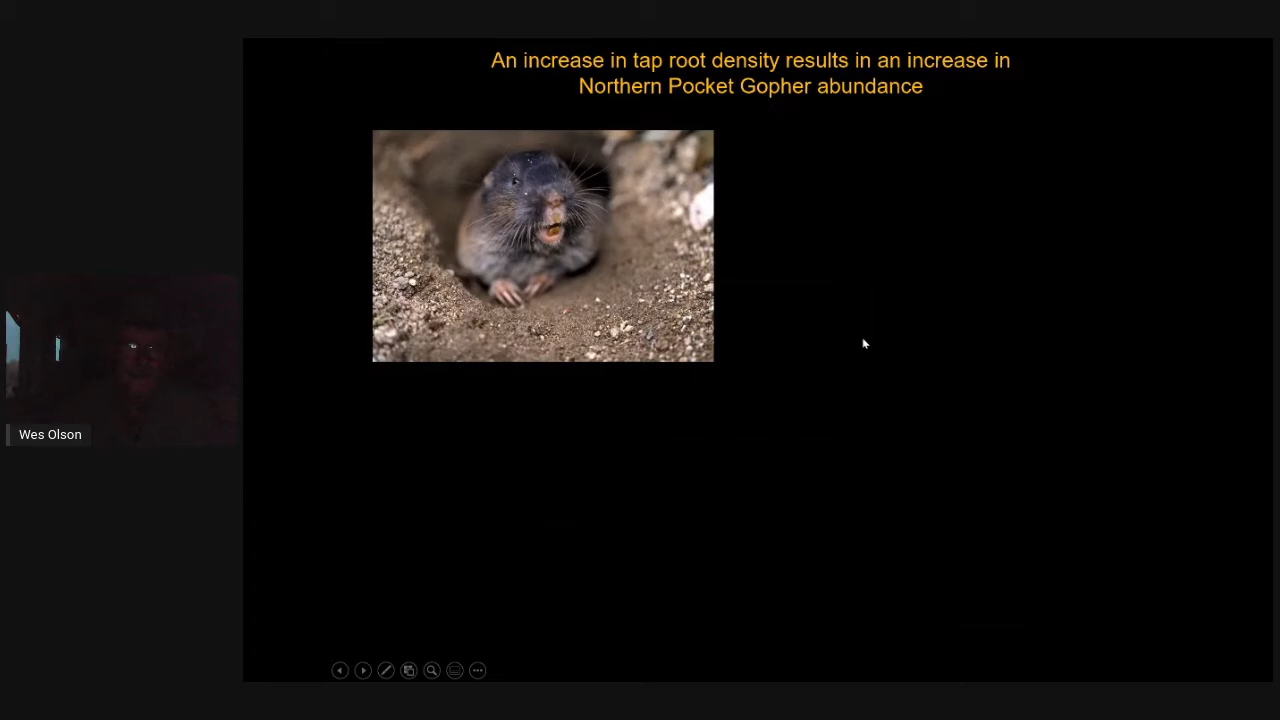 An increase in tap root density results in an increase in
Northern Pocket Gopher abundance
Wes Olson